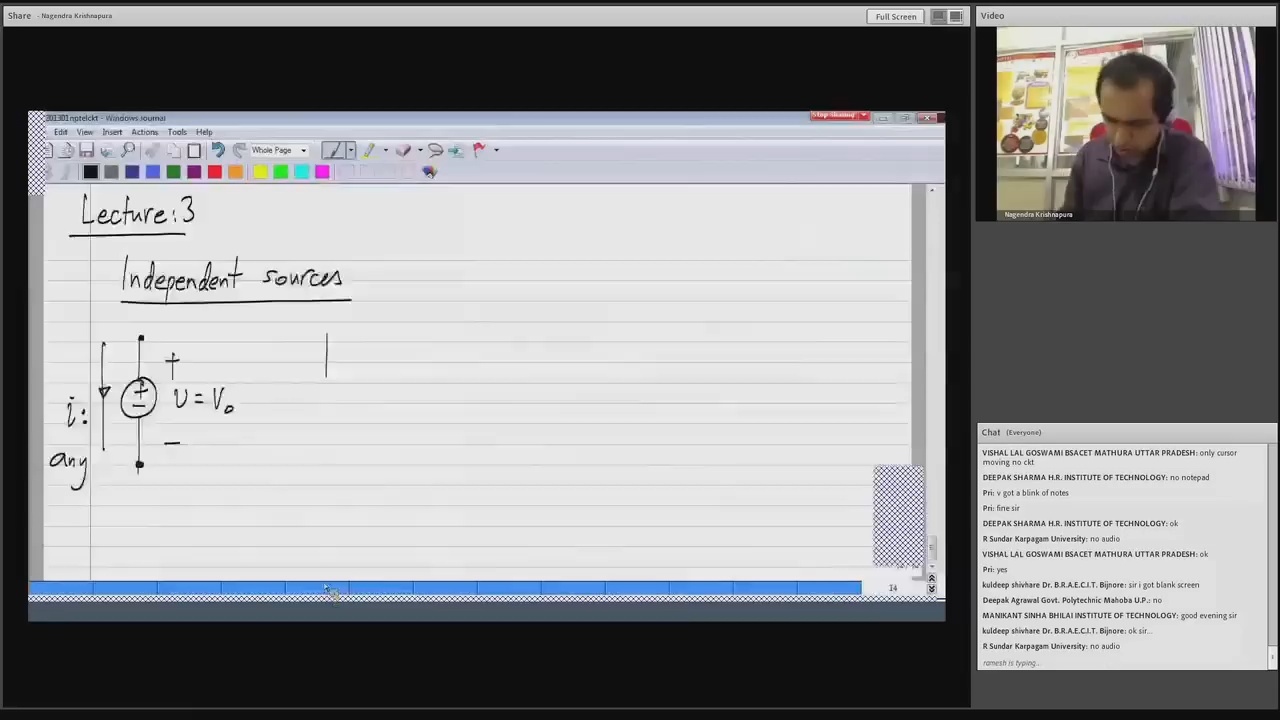 Share - Nagendra Krishnapura
Full Screen
Video
201301nptelckt - Windows Journal
Stop Sharing
Edit View Insert Actions Tools Help
Whole Page
Lecture: 3
Independent sources
+
+
v = V₀
-
i:
-
any
14
Nagendra Krishnapura
Chat (Everyone)
VISHAL LAL GOSWAMI BSACET MATHURA UTTAR PRADESH: only cursor
moving no ckt
DEEPAK SHARMA H.R. INSTITUTE OF TECHNOLOGY: no notepad
Pri: v got a blink of notes
Pri: fine sir
DEEPAK SHARMA H.R. INSTITUTE OF TECHNOLOGY: ok
R Sundar Karpagam University: no audio
VISHAL LAL GOSWAMI BSACET MATHURA UTTAR PRADESH: ok
Pri: yes
kuldeep shivhare Dr. B.R.A.E.C.I.T. Bijnore: sir i got blank screen
Deepak Agrawal Govt. Polytechnic Mahoba U.P.: no
MANIKANT SINHA BHILAI INSTITUTE OF TECHNOLOGY: good evening sir
kuldeep shivhare Dr. B.R.A.E.C.I.T. Bijnore: ok sir...
R Sundar Karpagam University: no audio
ramesh is typing...